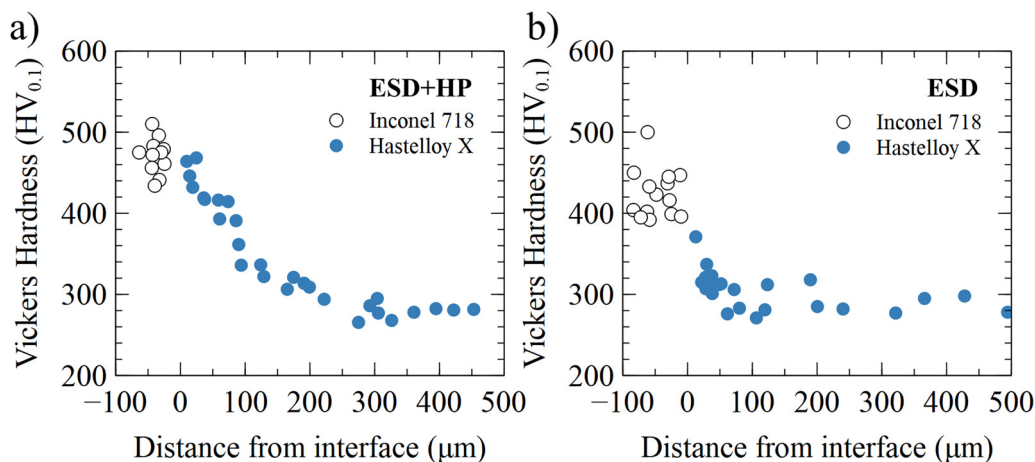 a)
600
500
400
300
200
Vickers Hardness (HV0.1)
ESD+HP
Inconel 718
Hastelloy X
−100 0 100 200 300 400 500
Distance from interface (μm)
b)
600
500
400
300
200
Vickers Hardness (HV0.1)
ESD
Inconel 718
Hastelloy X
−100 0 100 200 300 400 500
Distance from interface (μm)